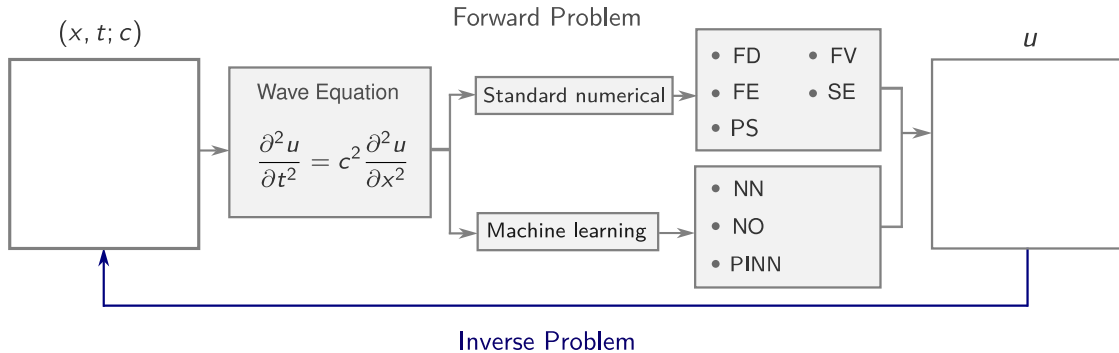 Forward Problem
(x, t; c)
u
Wave Equation
∂²u/∂t² = c² ∂²u/∂x²
Standard numerical
• FD • FV
• FE • SE
• PS
Machine learning
• NN
• NO
• PINN
Inverse Problem